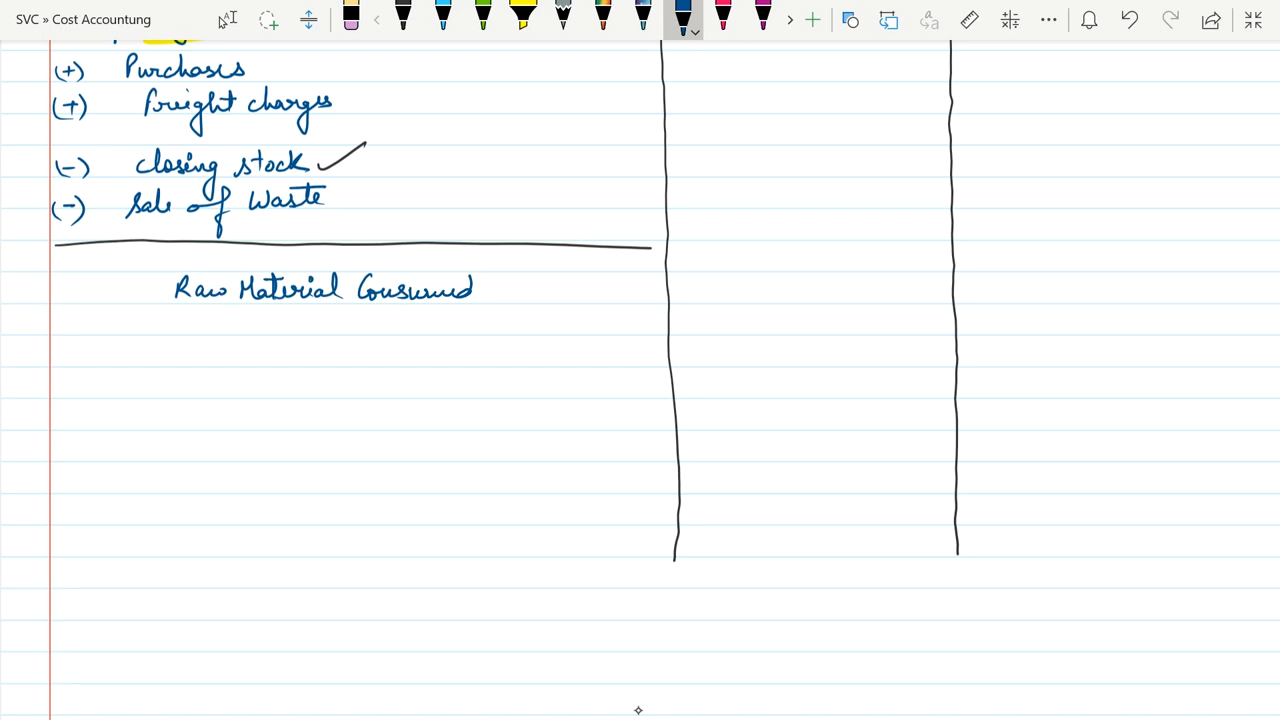 SVC » Cost Accountung
(+) Purchases
(+) freight charges
(-) closing stock ✓
(-) Sale of Waste
Raw Material Consumed